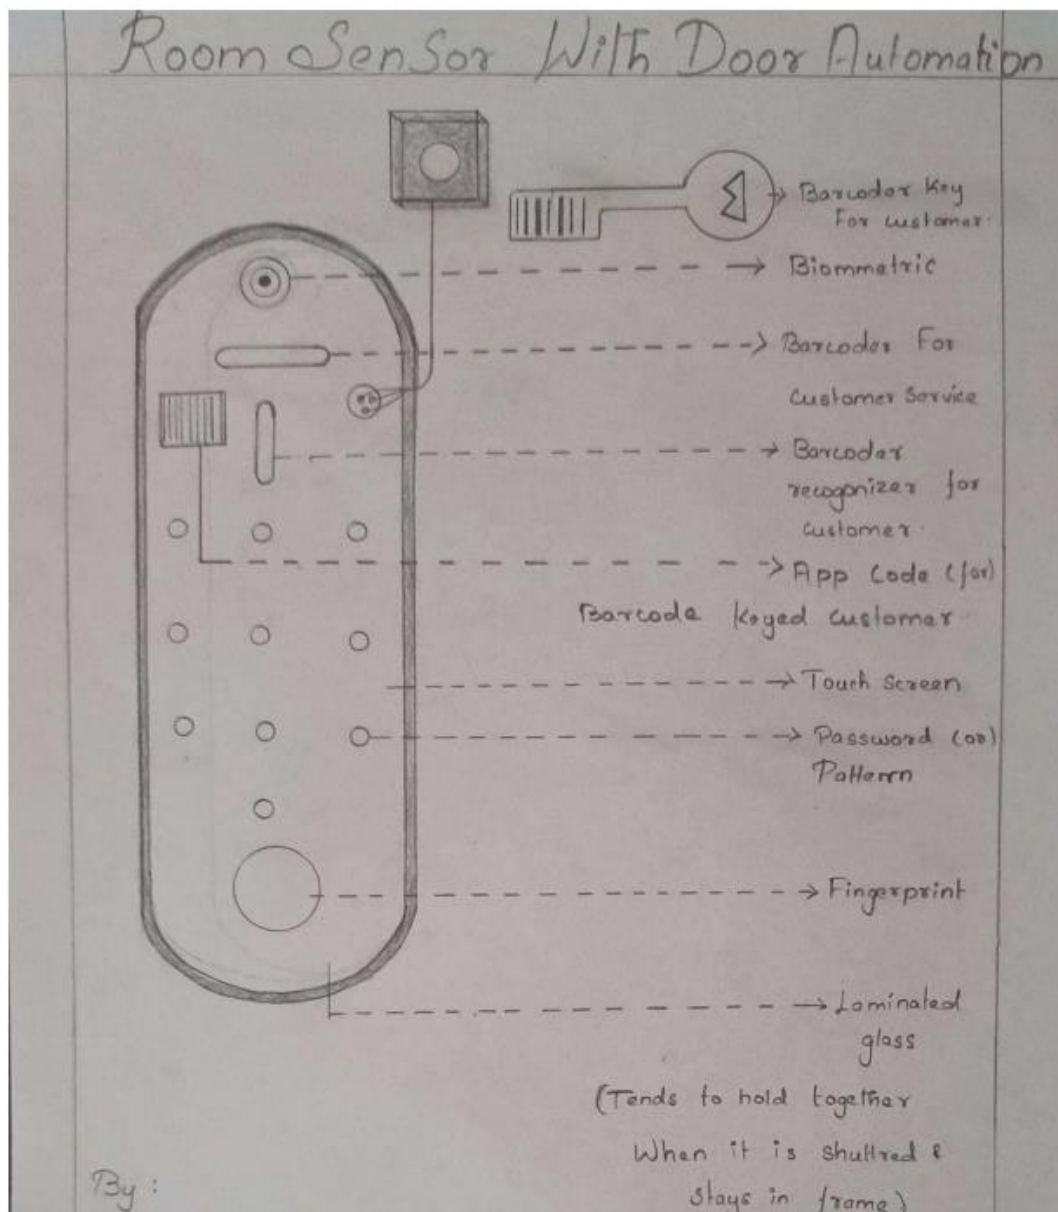 Room Sensor With Door Automation
Barcoder Key
For customer.
Biommetric
Barcoder For
Customer Service
Barcoder
recogonizer for
customer.
App Code (for)
Barcode keyed customer.
Touch screen
Password (or)
Pattern
Fingerprint
Laminated
glass
(Tends to hold together
When it is shuttred &
stays in frame)
By :